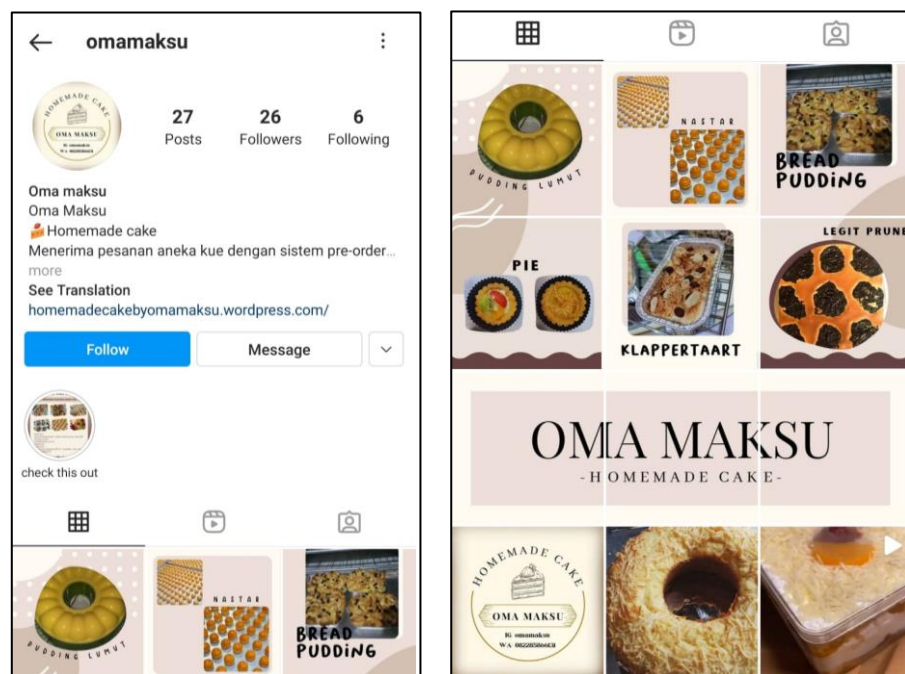 omamaksu
HOMEMADE CAKE
OMA MAKSU
27
Posts
26
Followers
6
Following
Oma maksu
Oma Maksu
Homemade cake
Menerima pesanan aneka kue dengan sistem pre-order...
more
See Translation
homemadecakebyomamaksu.wordpress.com/
Follow
Message
check this out
PUDDING LUMUT
NASTAR
BREAD
PUDDING
PUDDING LUMUT
NASTAR
BREAD
PUDDING
PIE
KLAPPERTAART
LEGIT PRUNE
OMA MAKSU
-HOMEMADE CAKE-
HOMEMADE CAKE
OMA MAKSU
IG omamaksu